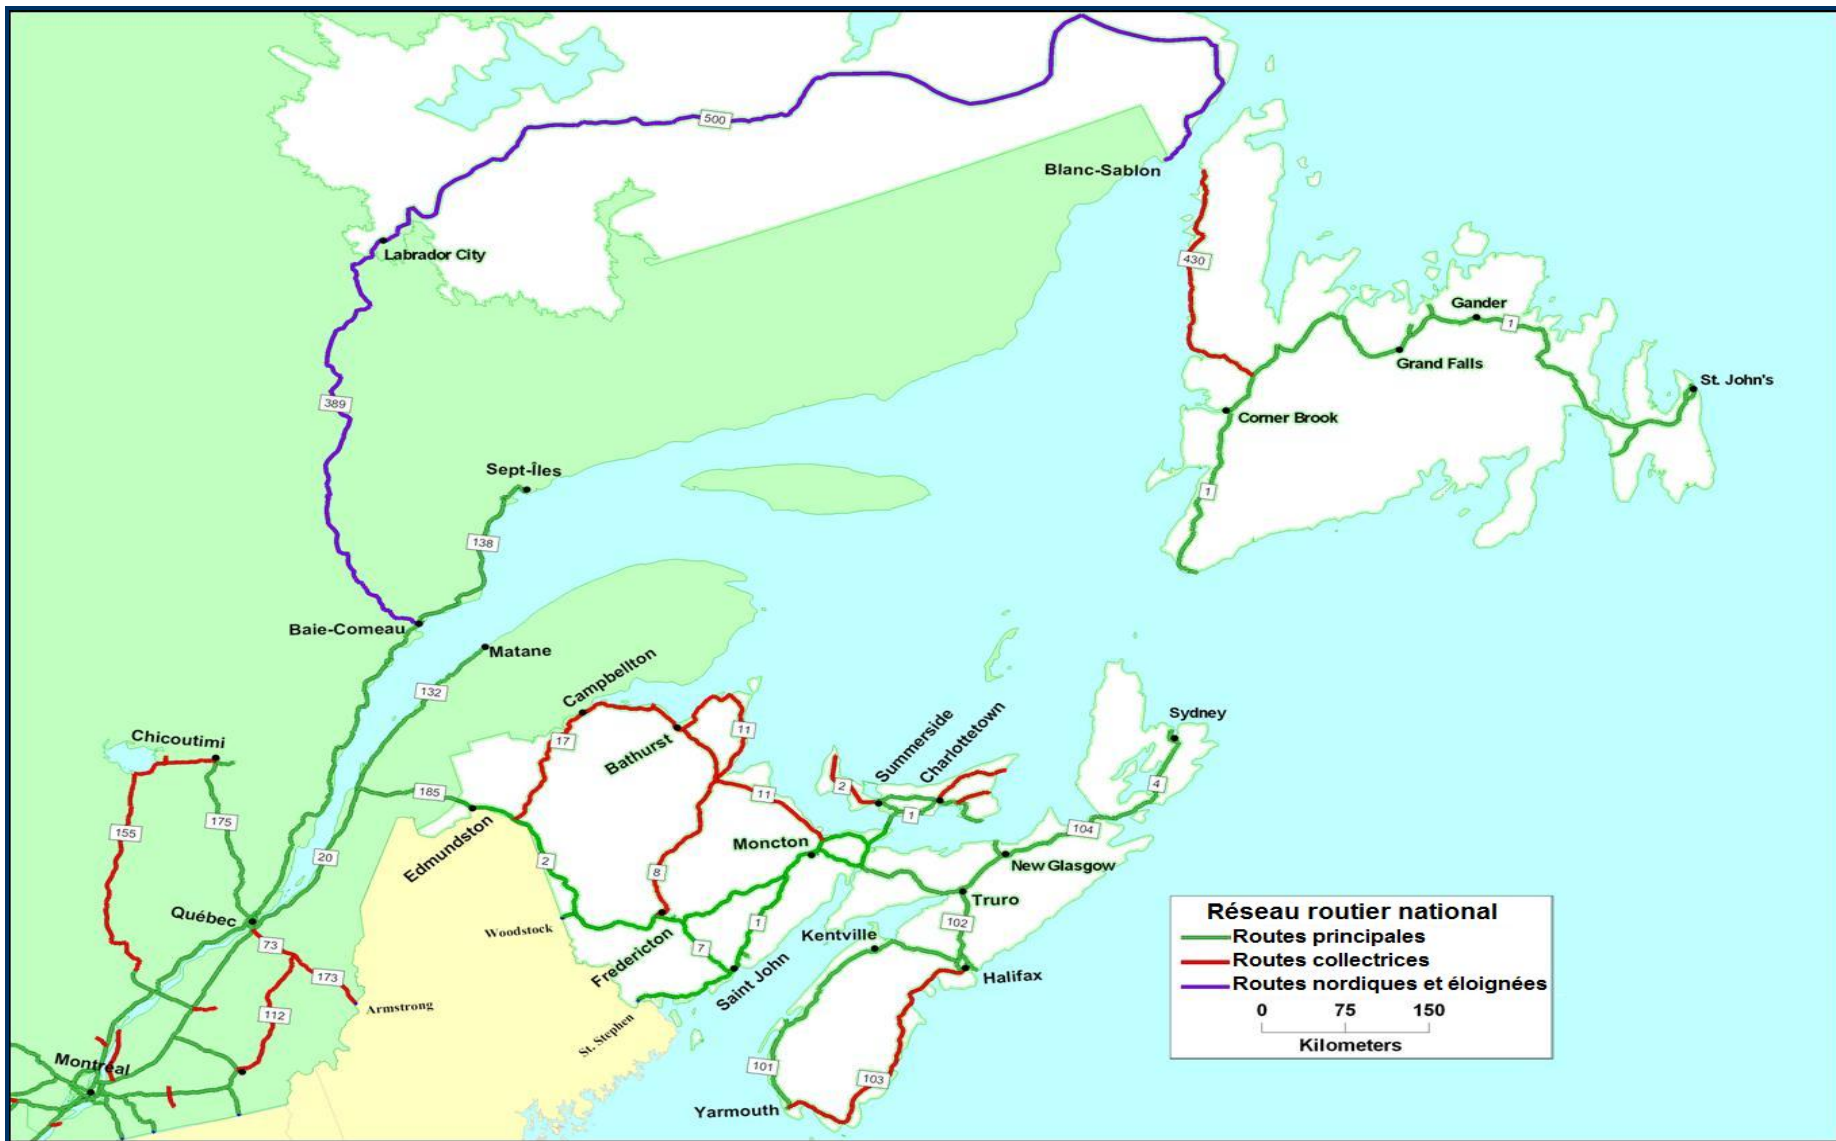 500
Blanc-Sablon
Labrador City
430
Gander
1
Grand Falls
St. John's
389
Corner Brook
Sept-Îles
1
138
Baie-Comeau
Matane
Campbellton
132
Sydney
Chicoutimi
17
Bathurst
11
Summerside
Charlottetown
2
4
185
11
1
155
175
104
Edmundston
Moncton
20
2
New Glasgow
8
Truro
Québec
Woodstock
1
102
Kentville
73
Fredericton
7
173
Saint John
Halifax
Armstrong
112
St. Stephen
Montréal
101
103
Yarmouth
Réseau routier national
Routes principales
Routes collectrices
Routes nordiques et éloignées
0 75 150
Kilometers